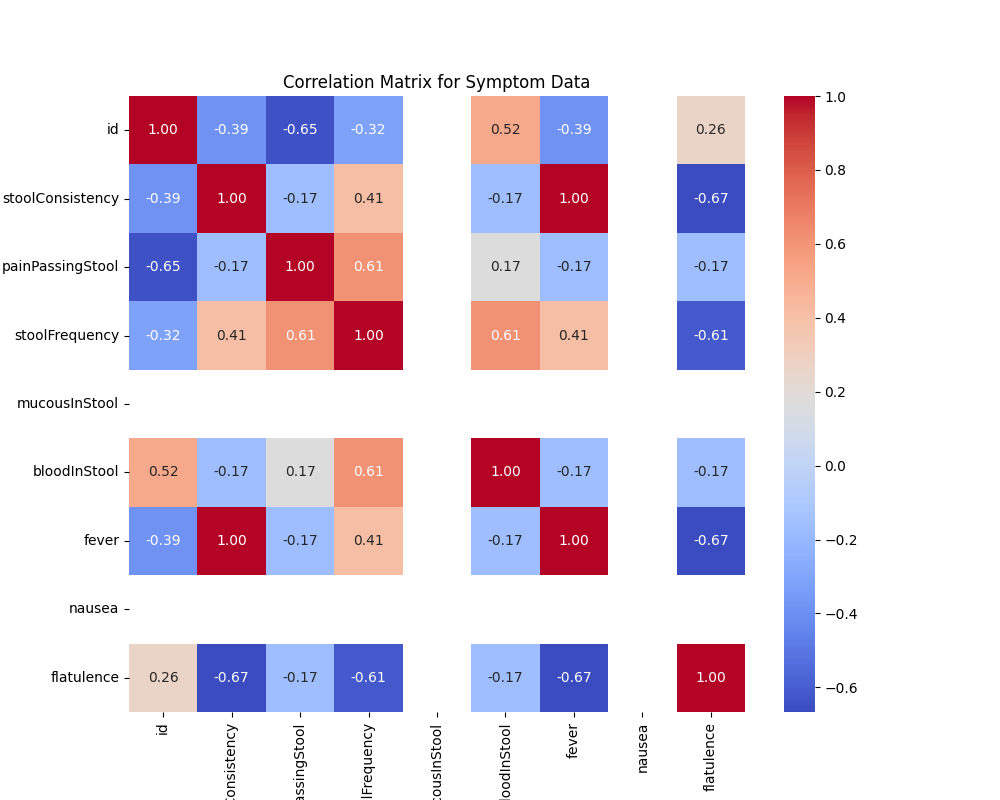 Correlation Matrix for Symptom Data
id 1.00 -0.39 -0.65 -0.32 0.52 -0.39 0.26
stoolConsistency -0.39 1.00 -0.17 0.41 -0.17 1.00 -0.67
painPassingStool -0.65 -0.17 1.00 0.61 0.17 -0.17 -0.17
stoolFrequency -0.32 0.41 0.61 1.00 0.61 0.41 -0.61
mucousInStool
bloodInStool 0.52 -0.17 0.17 0.61 1.00 -0.17 -0.17
fever -0.39 1.00 -0.17 0.41 -0.17 1.00 -0.67
nausea
flatulence 0.26 -0.67 -0.17 -0.61 -0.17 -0.67 1.00
id
Consistency
assingStool
lFrequency
cousInStool
loodInStool
fever
nausea
flatulence
1.0
0.8
0.6
0.4
0.2
0.0
−0.2
−0.4
−0.6